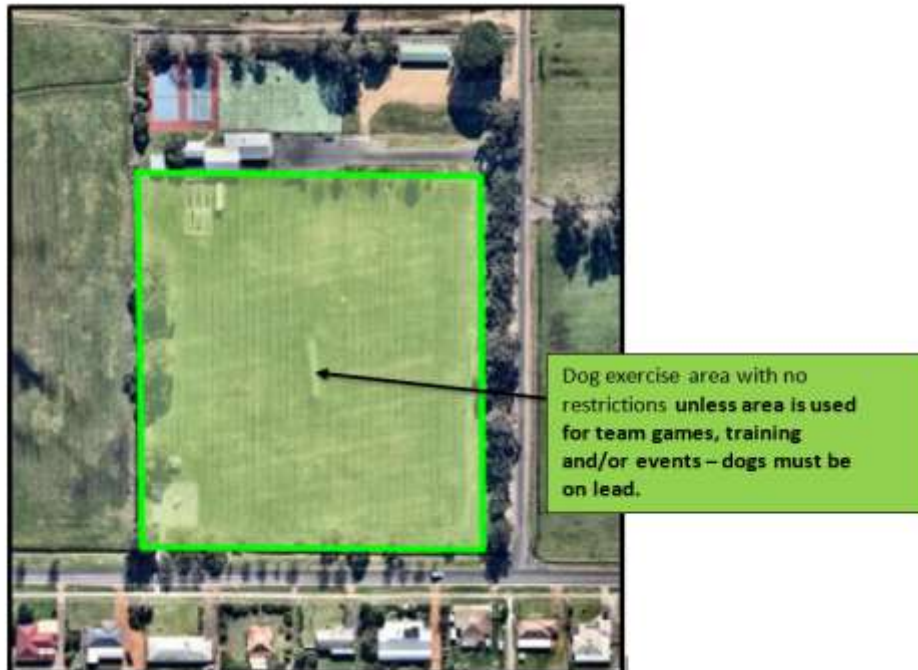 Dog exercise area with no
restrictions unless area is used
for team games, training
and/or events – dogs must be
on lead.